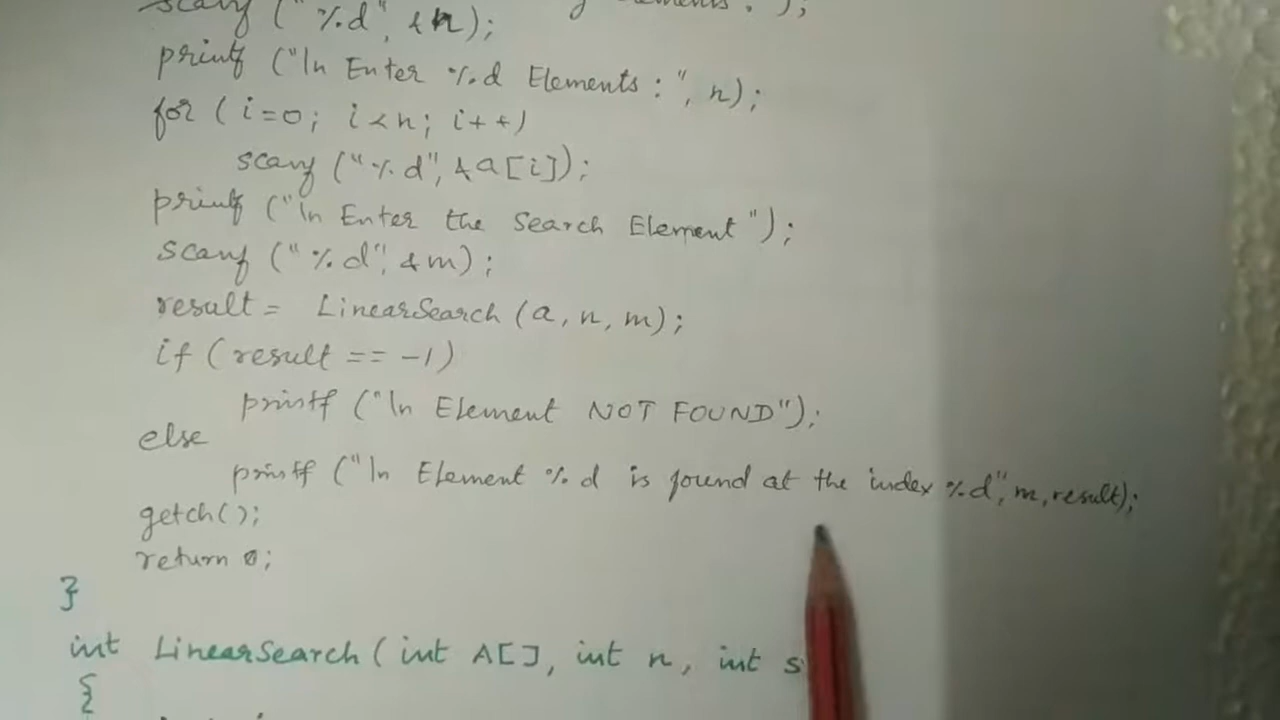 scanf ("%d", &n);
printf ("\n Enter %d Elements : ", n);
for ( i=0; i<n; i++)
scanf ("%d", &a[i]);
printf ("\n Enter the Search Element ");
scanf ("%d", &m);
result = LinearSearch (a, n, m);
if ( result == -1)
printf ("\n Element NOT FOUND");
else
printf ("\n Element %d is found at the index %d", m, result);
getch();
return 0;
}
int LinearSearch ( int A[], int n, int s
{